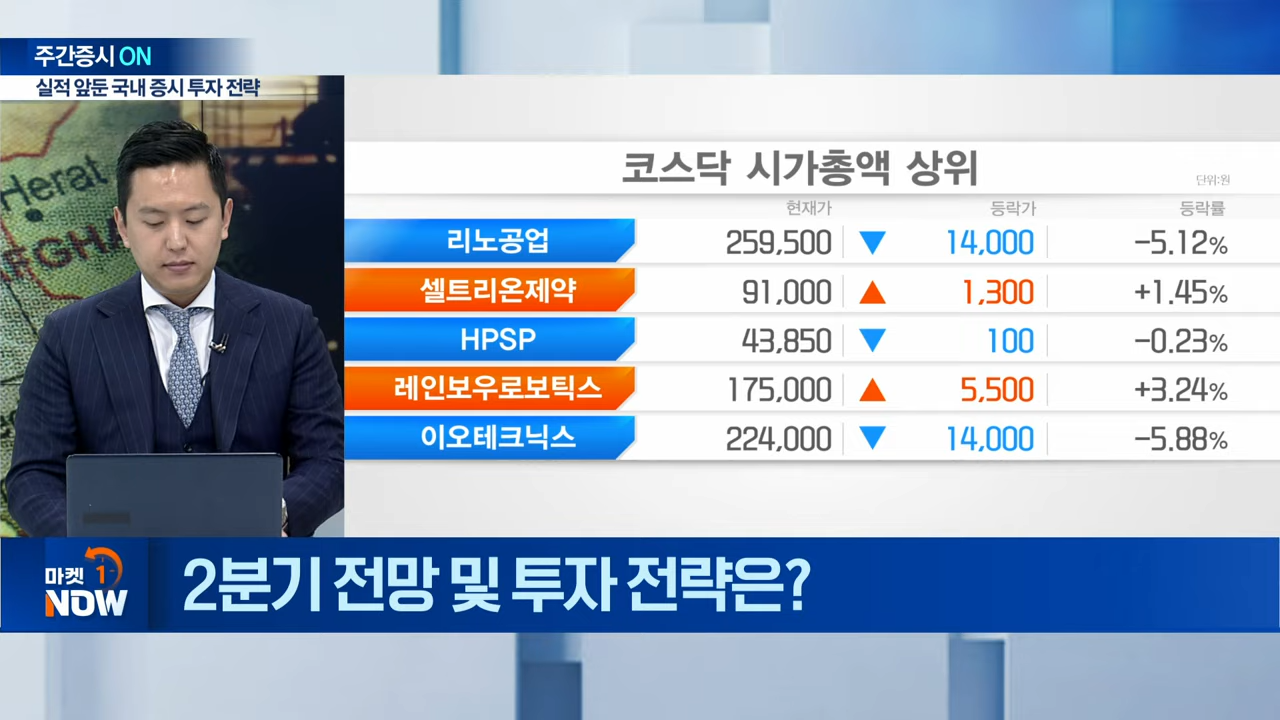 주간증시 ON
실적 앞둔 국내 증시 투자 전략
Herat
코스닥 시가총액 상위
단위:원
현재가 등락가 등락률
리노공업 259,500 ▼ 14,000 -5.12%
셀트리온제약 91,000 ▲ 1,300 +1.45%
HPSP 43,850 ▼ 100 -0.23%
레인보우로보틱스 175,000 ▲ 5,500 +3.24%
이오테크닉스 224,000 ▼ 14,000 -5.88%
마켓 1
NOW
2분기 전망 및 투자 전략은?